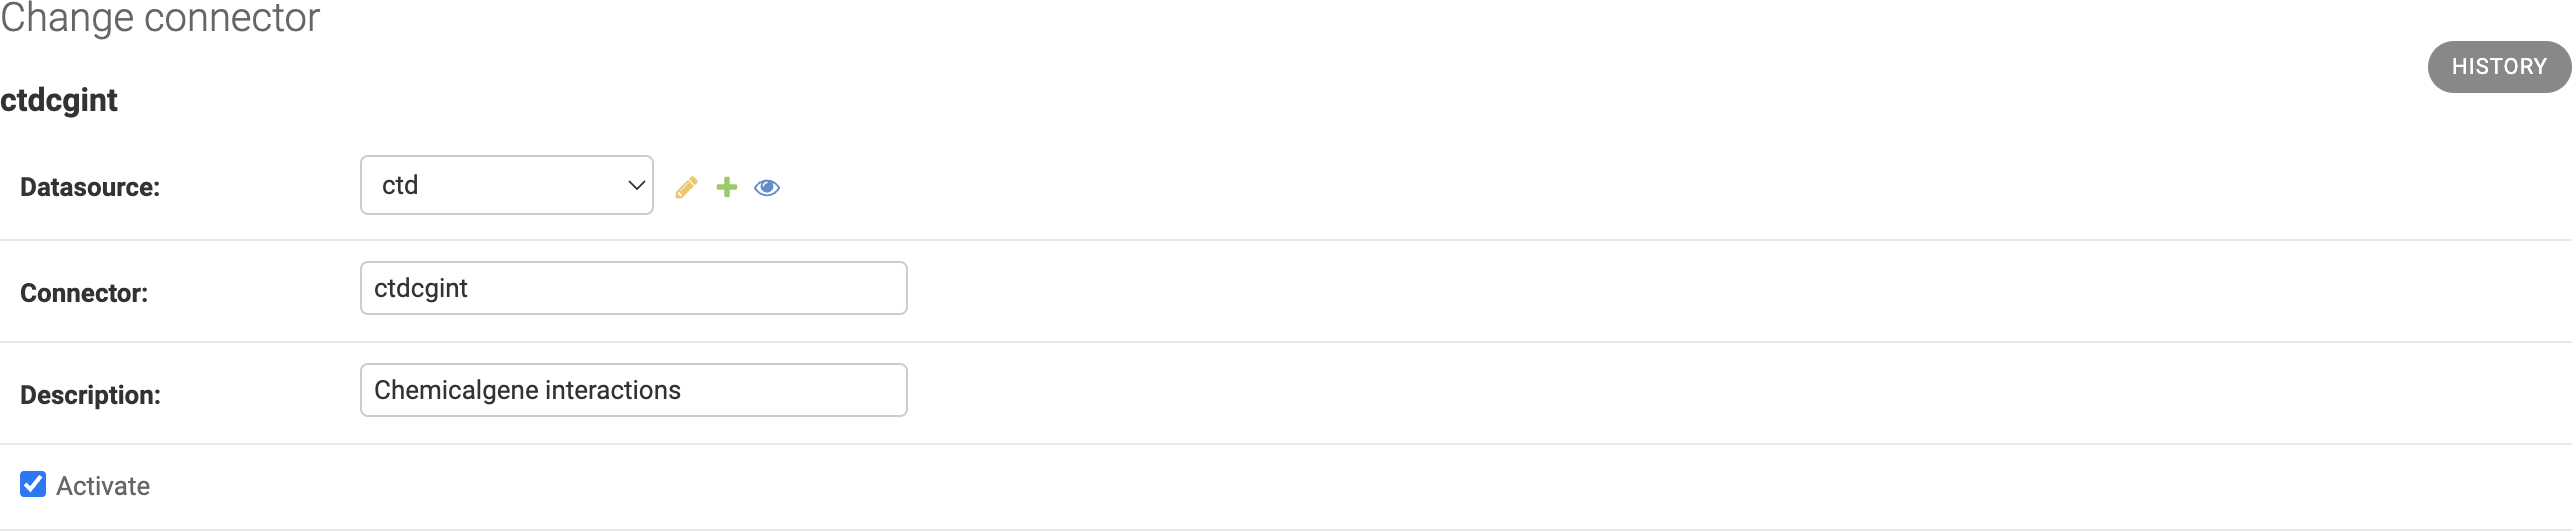 Change connector
HISTORY
ctdcgint
Datasource: ctd
Connector: ctdcgint
Description: Chemicalgene interactions
Activate